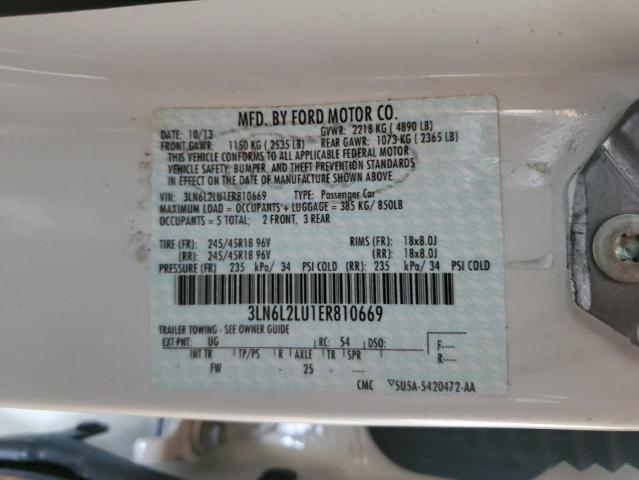 MFD. BY FORD MOTOR CO.
DATE: 10/13 GVWR: 2218 KG ( 4890 LB)
FRONT GAWR: 1150 KG ( 2535 LB) REAR GAWR: 1073 KG ( 2365 LB)
THIS VEHICLE CONFORMS TO ALL APPLICABLE FEDERAL MOTOR
VEHICLE SAFETY, BUMPER, AND THEFT PREVENTION STANDARDS
IN EFFECT ON THE DATE OF MANUFACTURE SHOWN ABOVE.
VIN: 3LN6L2LU1ER810669 TYPE: Passenger Car
MAXIMUM LOAD = OCCUPANTS + LUGGAGE = 385 KG/ 850LB
OCCUPANTS = 5 TOTAL; 2 FRONT, 3 REAR
TIRE (FR): 245/45R18 96V RIMS (FR): 18x8.0J
(RR): 245/45R18 96V (RR): 18x8.0J
PRESSURE (FR) 235 kPa/ 34 PSI COLD (RR): 235 kPa/ 34 PSI COLD
3LN6L2LU1ER810669
TRAILER TOWING - SEE OWNER GUIDE
EXT PNT: UG RC: 54 DSO: F----
INT TR TP/PS R AXLE TR SPR R----
FW - 25 -
CMC ▽5U5A-5420472-AA